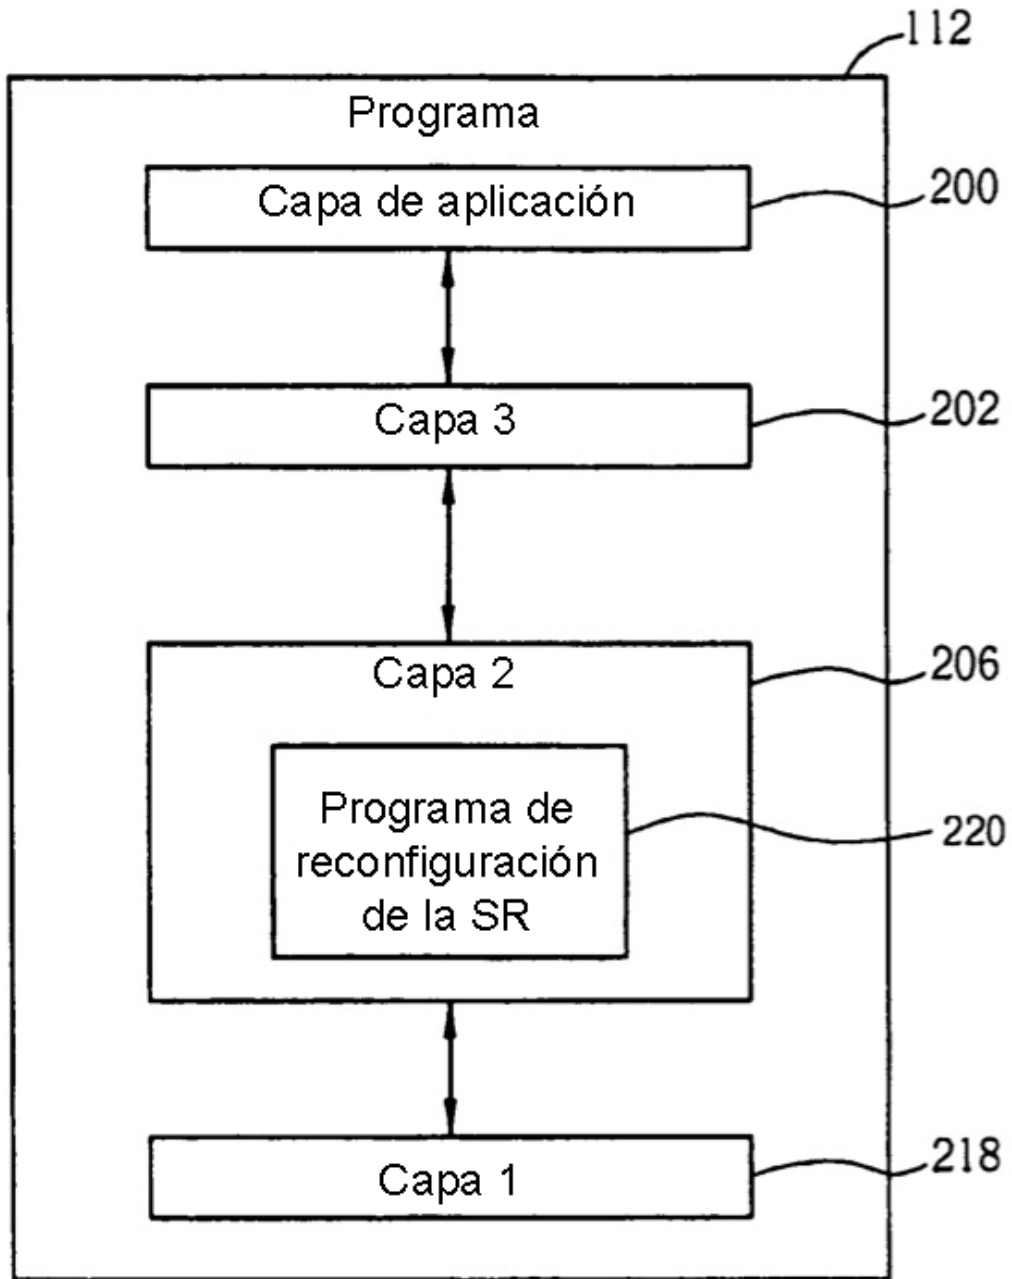 112
Programa
Capa de aplicación
200
Capa 3
202
Capa 2
206
Programa de
reconfiguración
de la SR
220
Capa 1
218